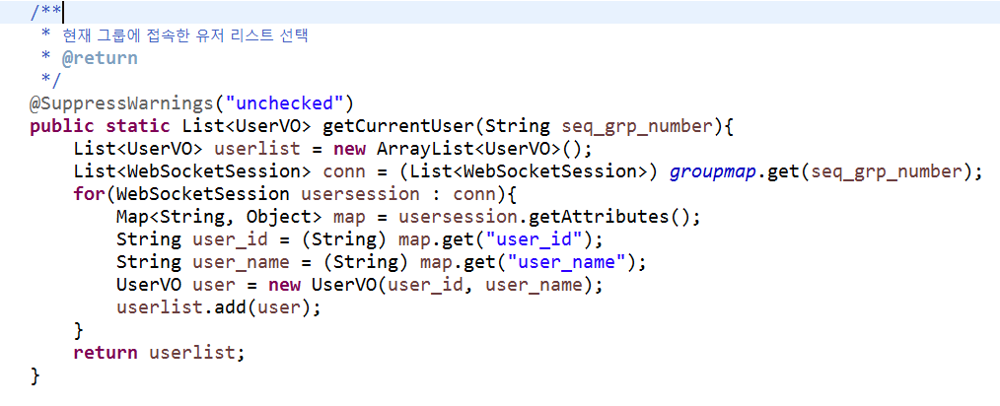 /**
 * 현재 그룹에 접속한 유저 리스트 선택
 * @return
 */
@SuppressWarnings("unchecked")
public static List<UserVO> getCurrentUser(String seq_grp_number){
    List<UserVO> userlist = new ArrayList<UserVO>();
    List<WebSocketSession> conn = (List<WebSocketSession>) groupmap.get(seq_grp_number);
    for(WebSocketSession usersession : conn){
        Map<String, Object> map = usersession.getAttributes();
        String user_id = (String) map.get("user_id");
        String user_name = (String) map.get("user_name");
        UserVO user = new UserVO(user_id, user_name);
        userlist.add(user);
    }
    return userlist;
}